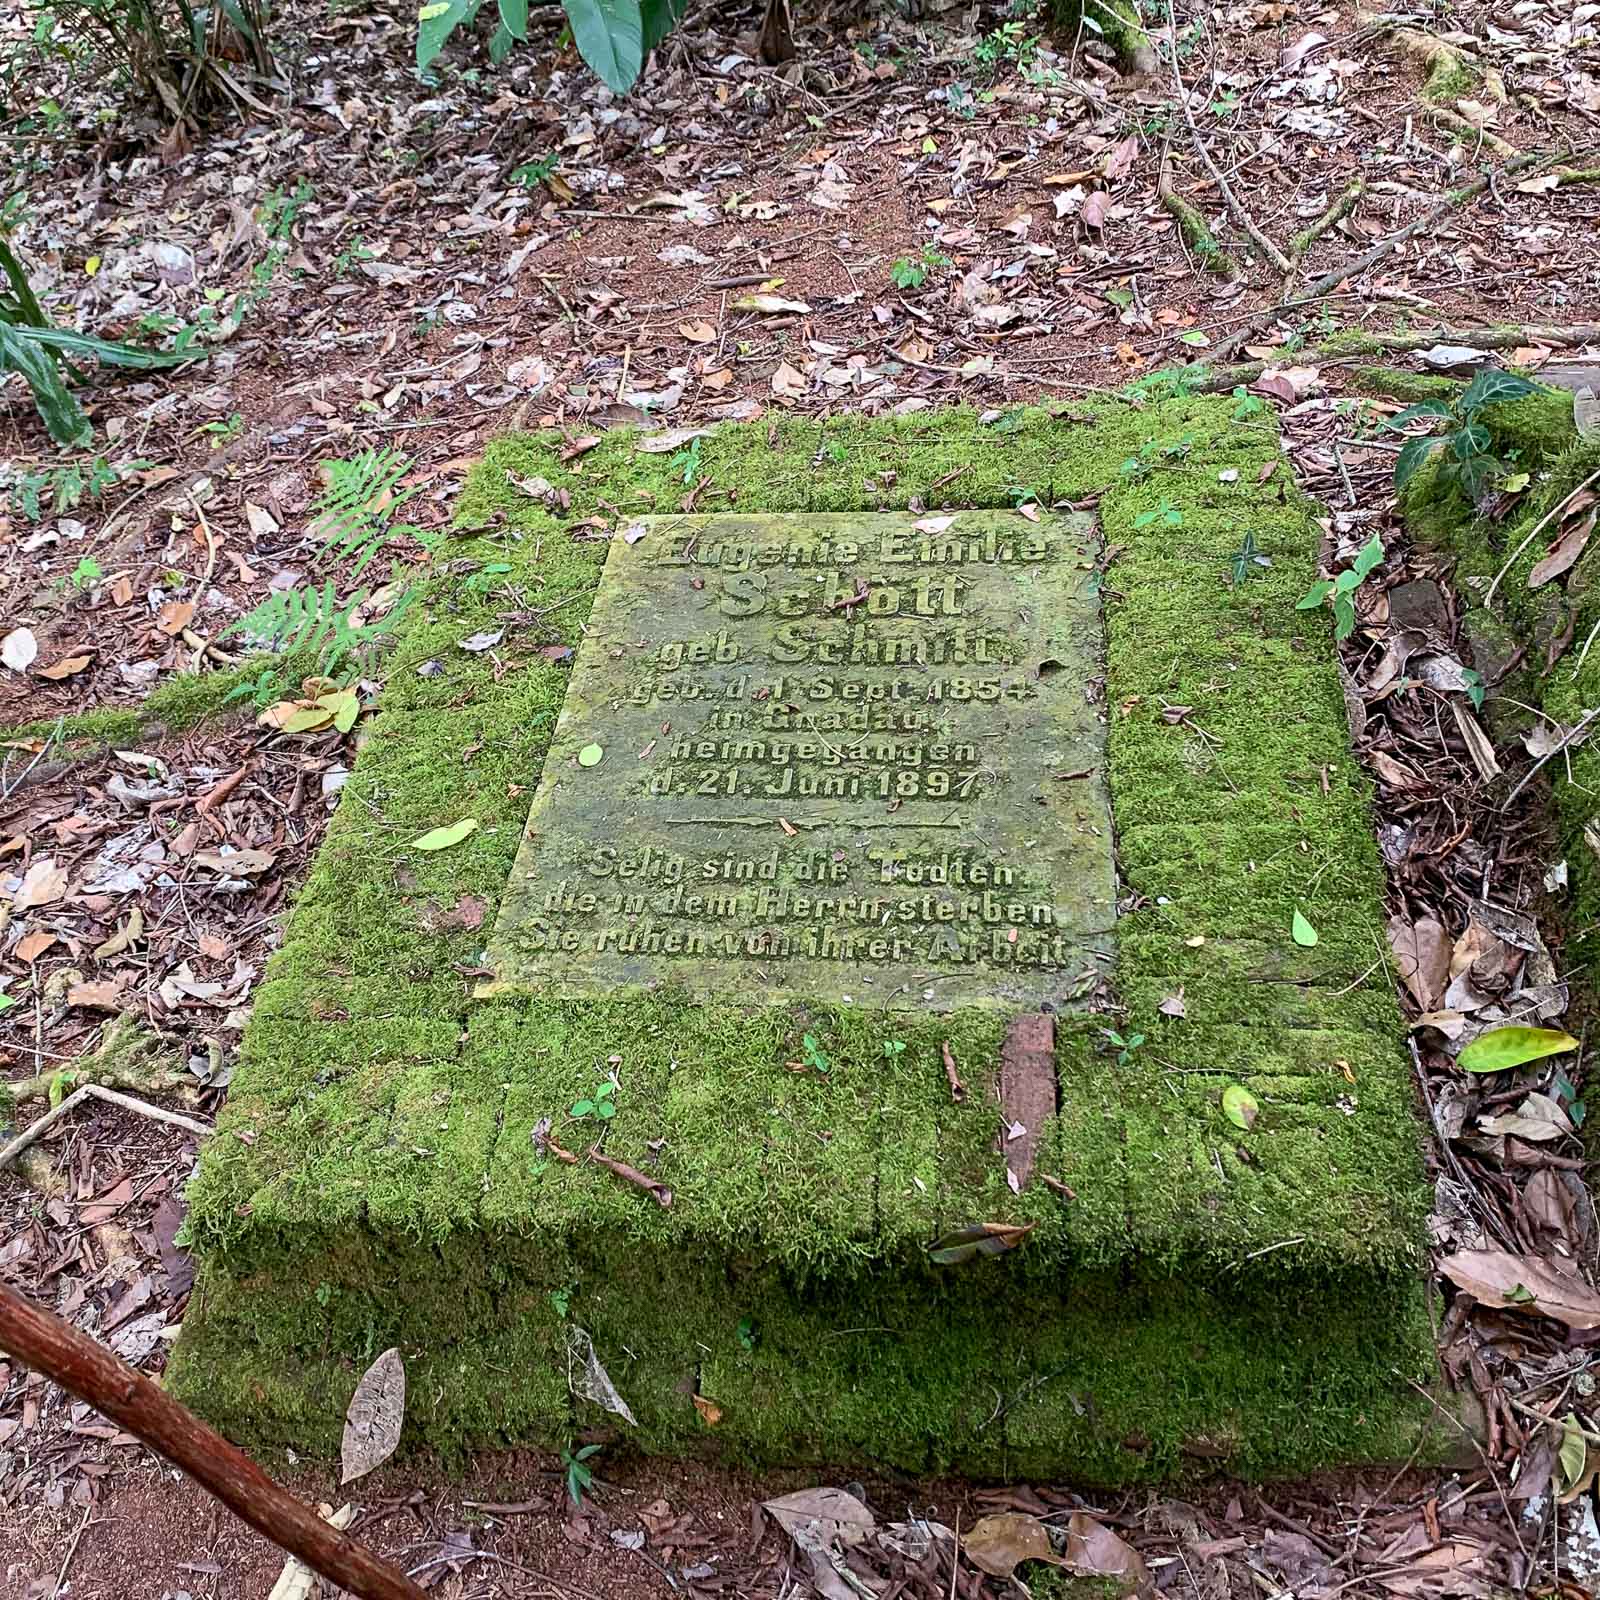 Eugenie Emilie
Schött
geb. Schmitt.
geb. d. 1. Sept. 1854
in Gnadau,
heimgegangen
d. 21. Juni 1897.
Selig sind die Todten,
die in dem Herrn sterben
Sie ruhen von ihrer Arbeit